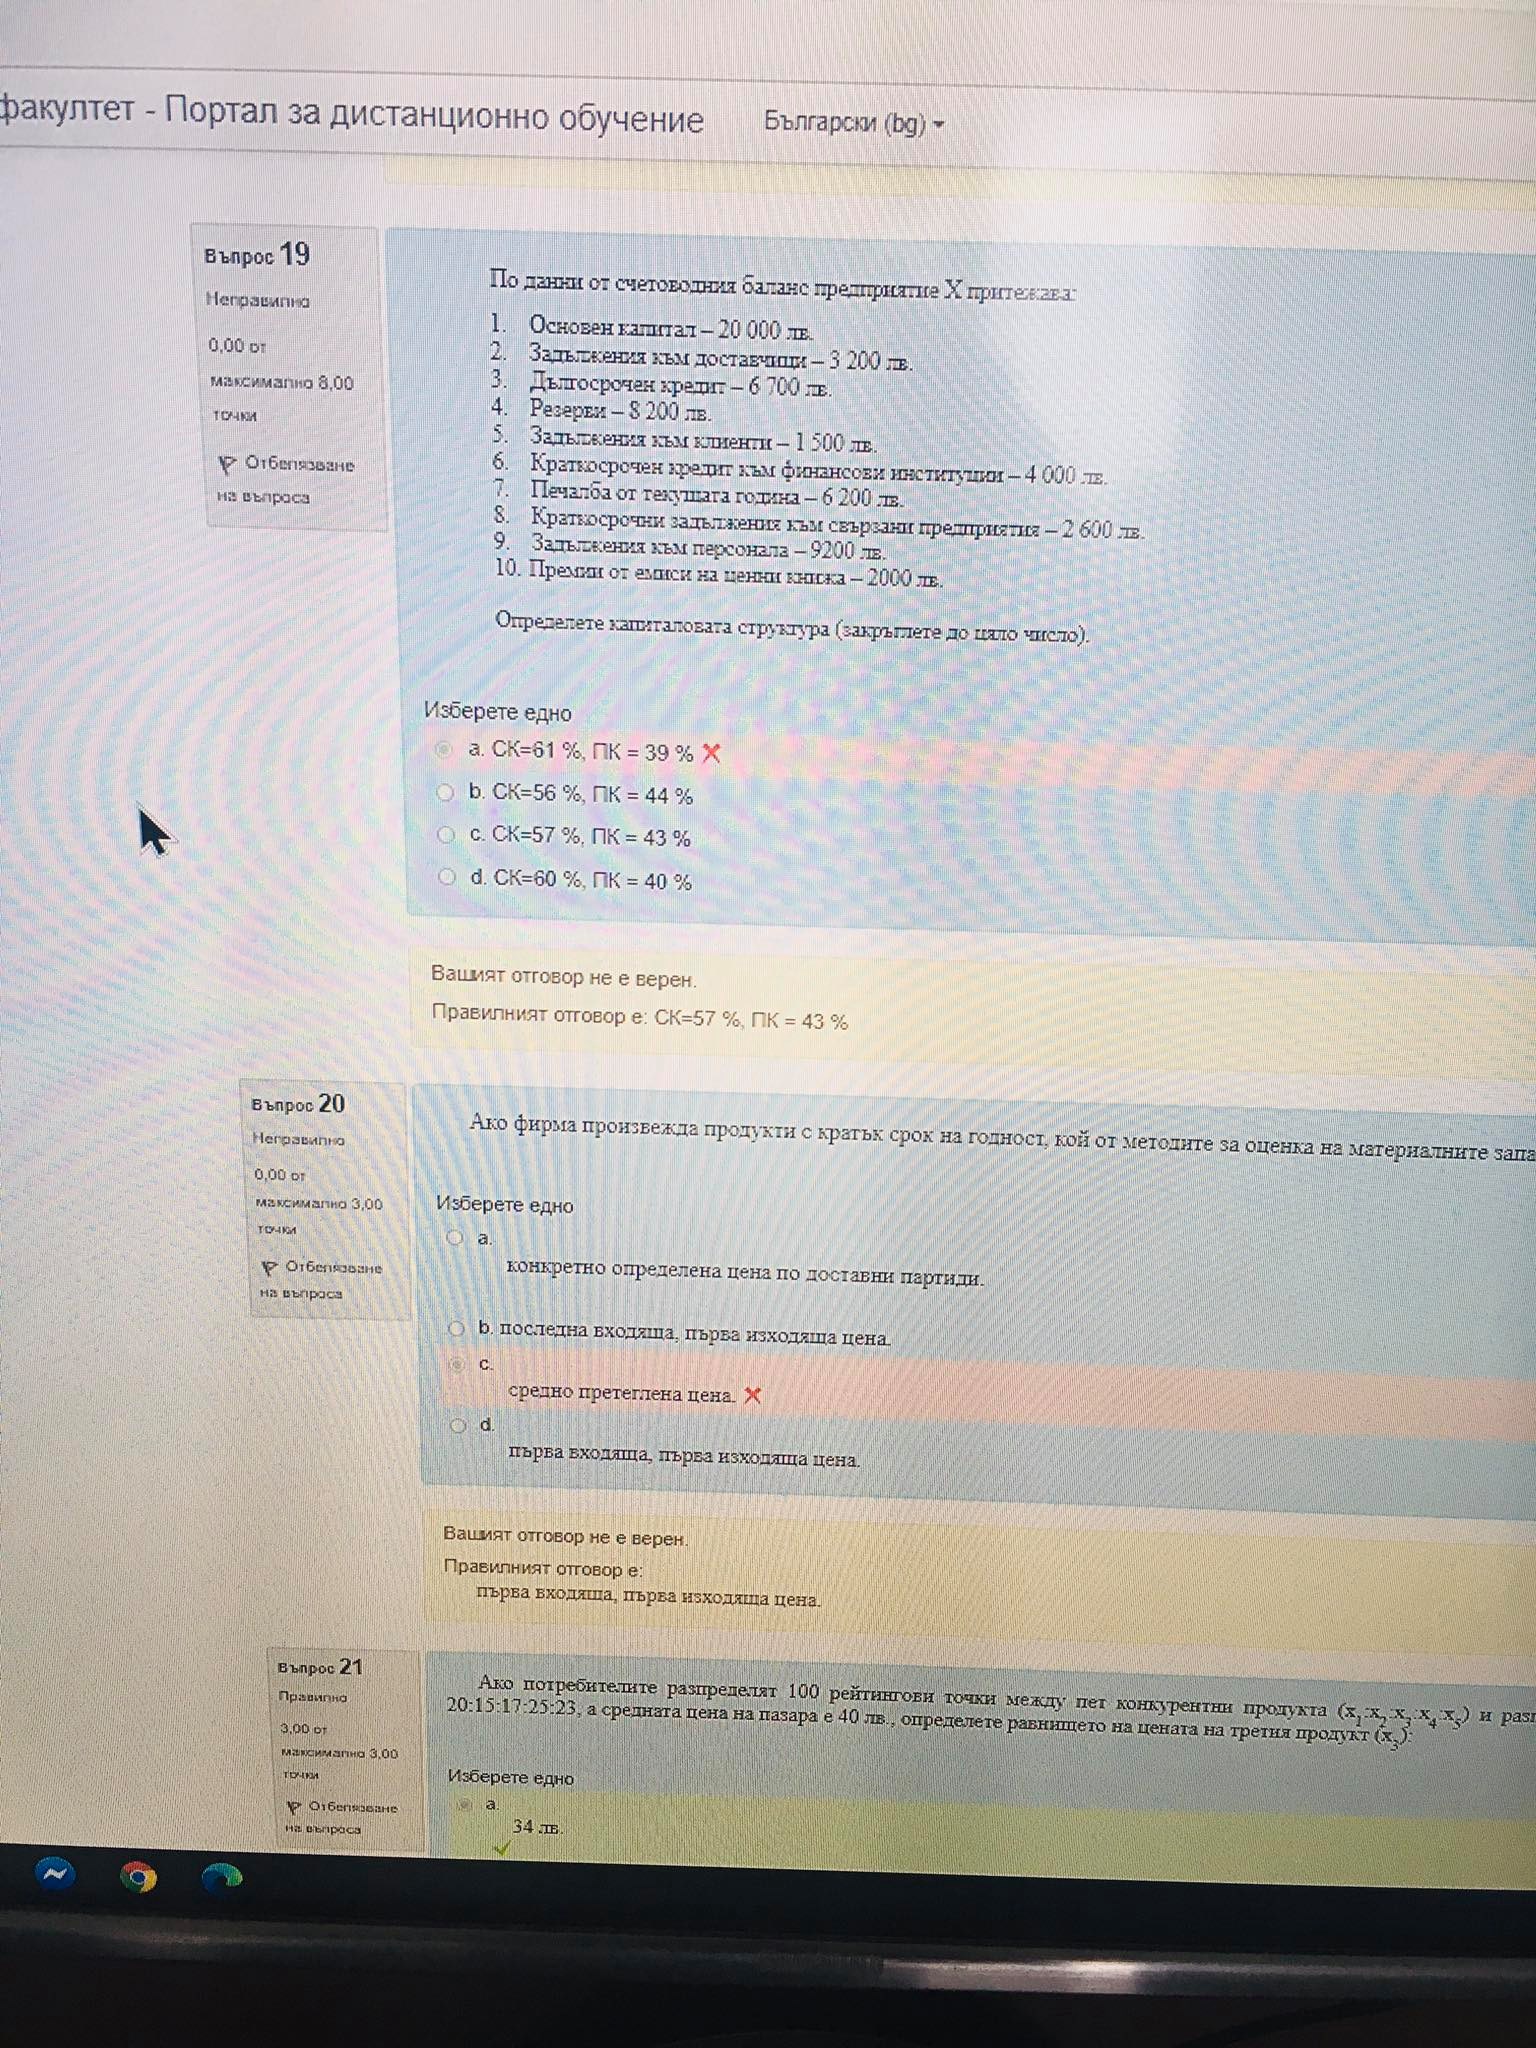 факултет - Портал за дистанционно обучение Български (bg)
Въпрос 19
Неправилно
0,00 от
максимално 8,00
точки
Отбелязване
на въпроса
По данни от счетоводния баланс предприятие X притежава:
1. Основен капитал – 20 000 лв.
2. Задължения към доставчици – 3 200 лв.
3. Дългосрочен кредит – 6 700 лв.
4. Резерви – 8 200 лв.
5. Задължения към клиенти – 1 500 лв.
6. Краткосрочен кредит към финансови институции – 4 000 лв.
7. Печалба от текущата година – 6 200 лв.
8. Краткосрочни задължения към свързани предприятия – 2 600 лв.
9. Задължения към персонала – 9200 лв.
10. Премии от емиси на ценни книжа – 2000 лв.
Определете капиталовата структура (закръглете до цяло число).
Изберете едно
a. СК=61 %, ПК = 39 %
b. СК=56 %, ПК = 44 %
c. СК=57 %, ПК = 43 %
d. СК=60 %, ПК = 40 %
Вашият отговор не е верен.
Правилният отговор е: СК=57 %, ПК = 43 %
Въпрос 20
Неправилно
0,00 от
максимално 3,00
точки
Отбелязване
на въпроса
Ако фирма произвежда продукти с кратък срок на годност, кой от методите за оценка на материалните запа
Изберете едно
a.
конкретно определена цена по доставни партиди.
b. последна входяща, първа изходяща цена.
c.
средно претеглена цена.
d.
първа входяща, първа изходяща цена.
Вашият отговор не е верен.
Правилният отговор е:
първа входяща, първа изходяща цена.
Въпрос 21
Правилно
3,00 от
максимално 3,00
точки
Отбелязване
на въпроса
Ако потребителите разпределят 100 рейтингови точки между пет конкурентни продукта (x₁:x₂:x₃:x₄:x₅) и разп
20:15:17:25:23, а средната цена на пазара е 40 лв., определете равнището на цената на третия продукт (x₃):
Изберете едно
a.
34 лв.